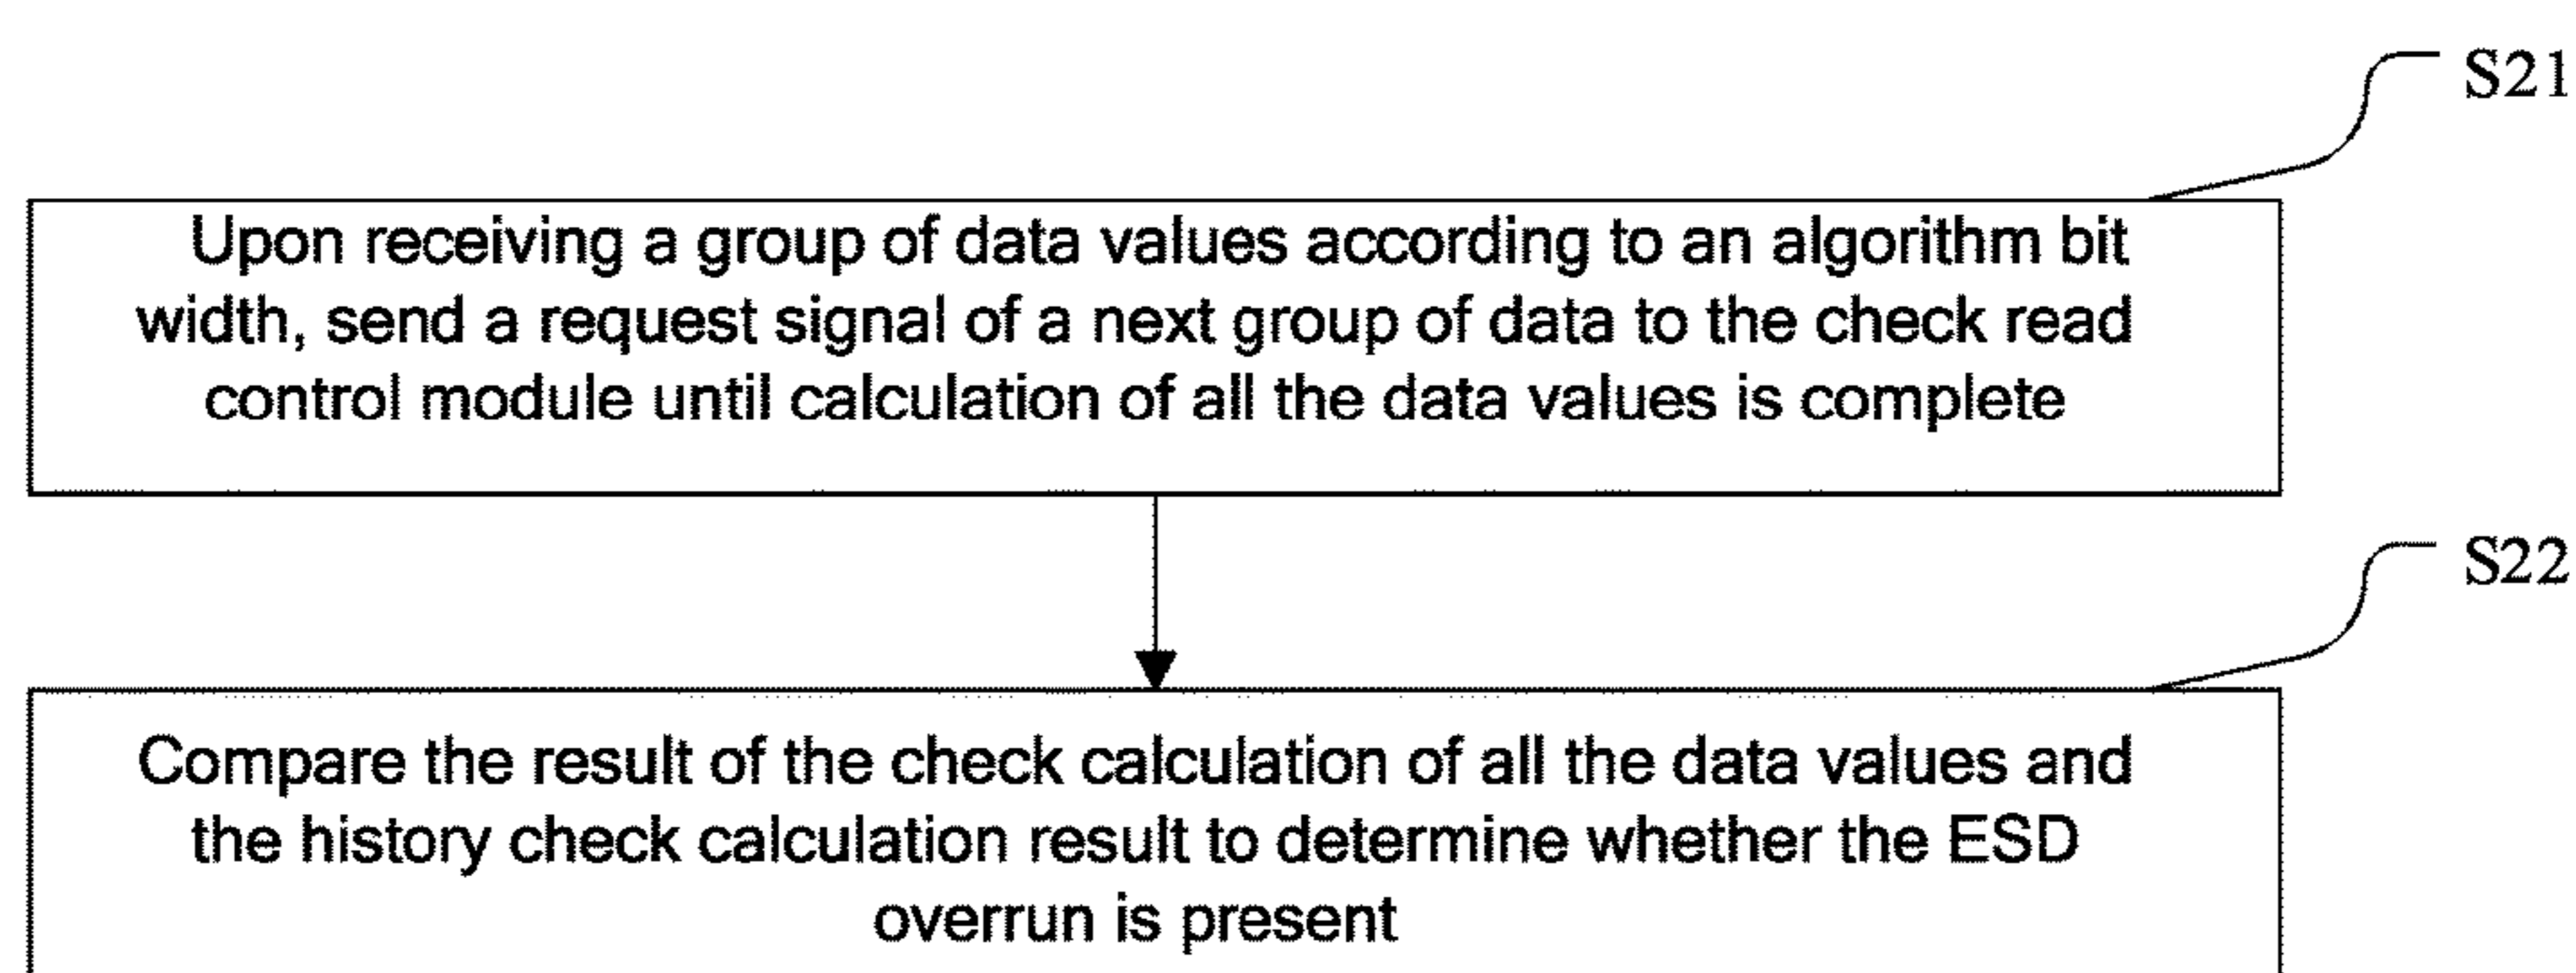 S21
Upon receiving a group of data values according to an algorithm bit
width, send a request signal of a next group of data to the check read
control module until calculation of all the data values is complete
S22
Compare the result of the check calculation of all the data values and
the history check calculation result to determine whether the ESD
overrun is present